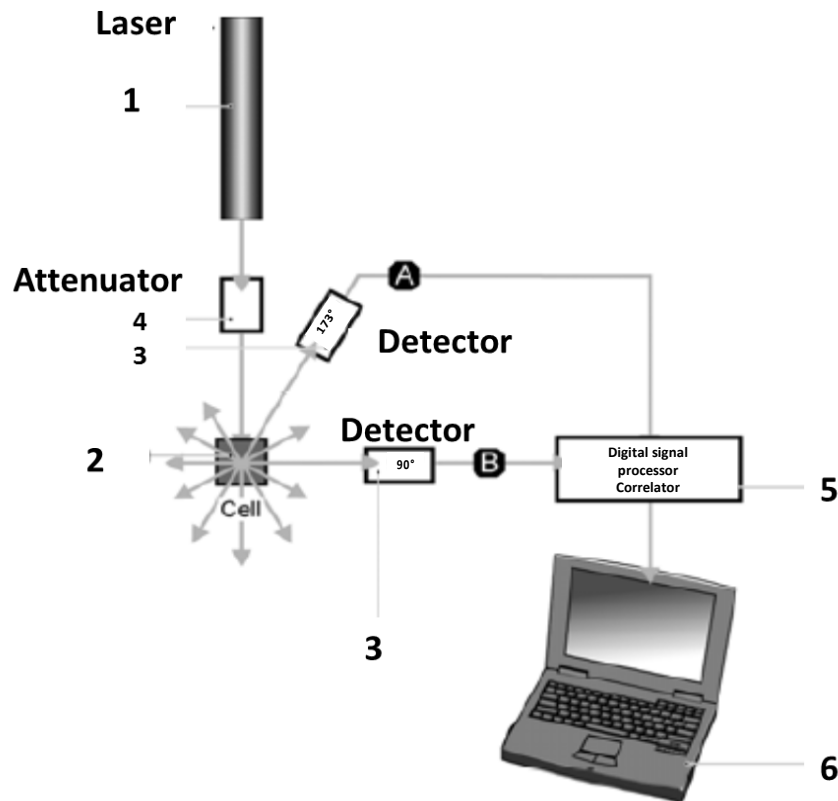 Laser
1
Attenuator
4
3
173°
A
Detector
Detector
90°
B
2
Cell
Digital signal
processor
Correlator
5
3
6